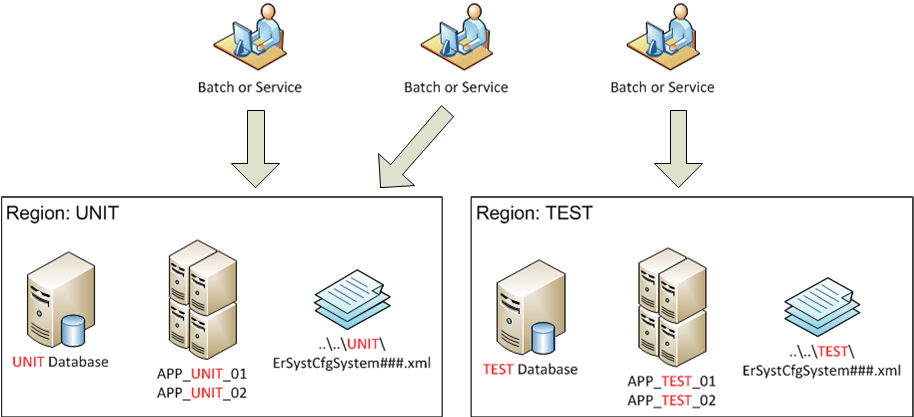 Batch or Service
Batch or Service
Batch or Service
Region: UNIT
UNIT Database
APP_UNIT_01
APP_UNIT_02
..\..\UNIT\
ErSystCfgSystem###.xml
Region: TEST
TEST Database
APP_TEST_01
APP_TEST_02
..\..\TEST\
ErSystCfgSystem###.xml